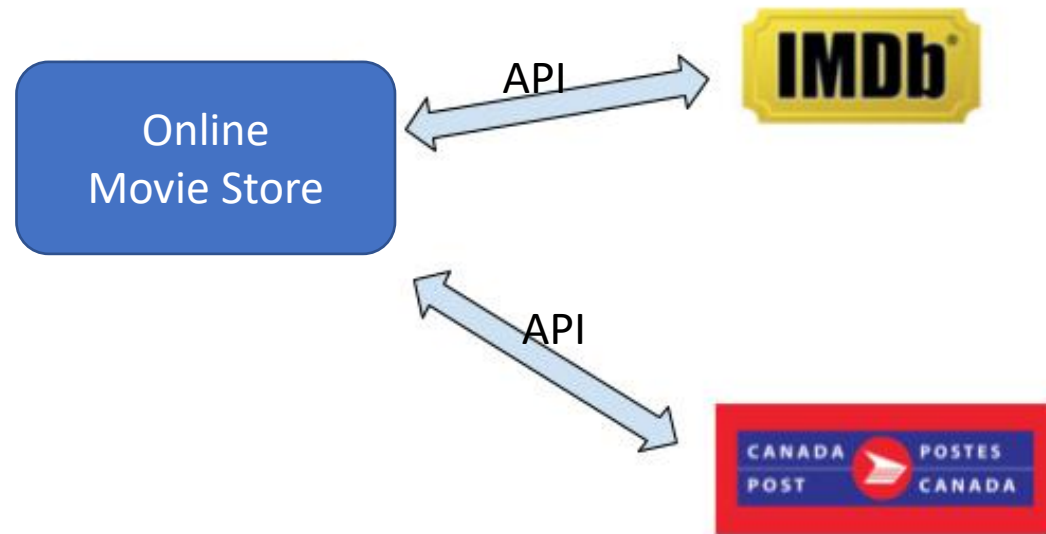 Online
Movie Store
API
IMDb®
API
CANADA POSTES
POST CANADA